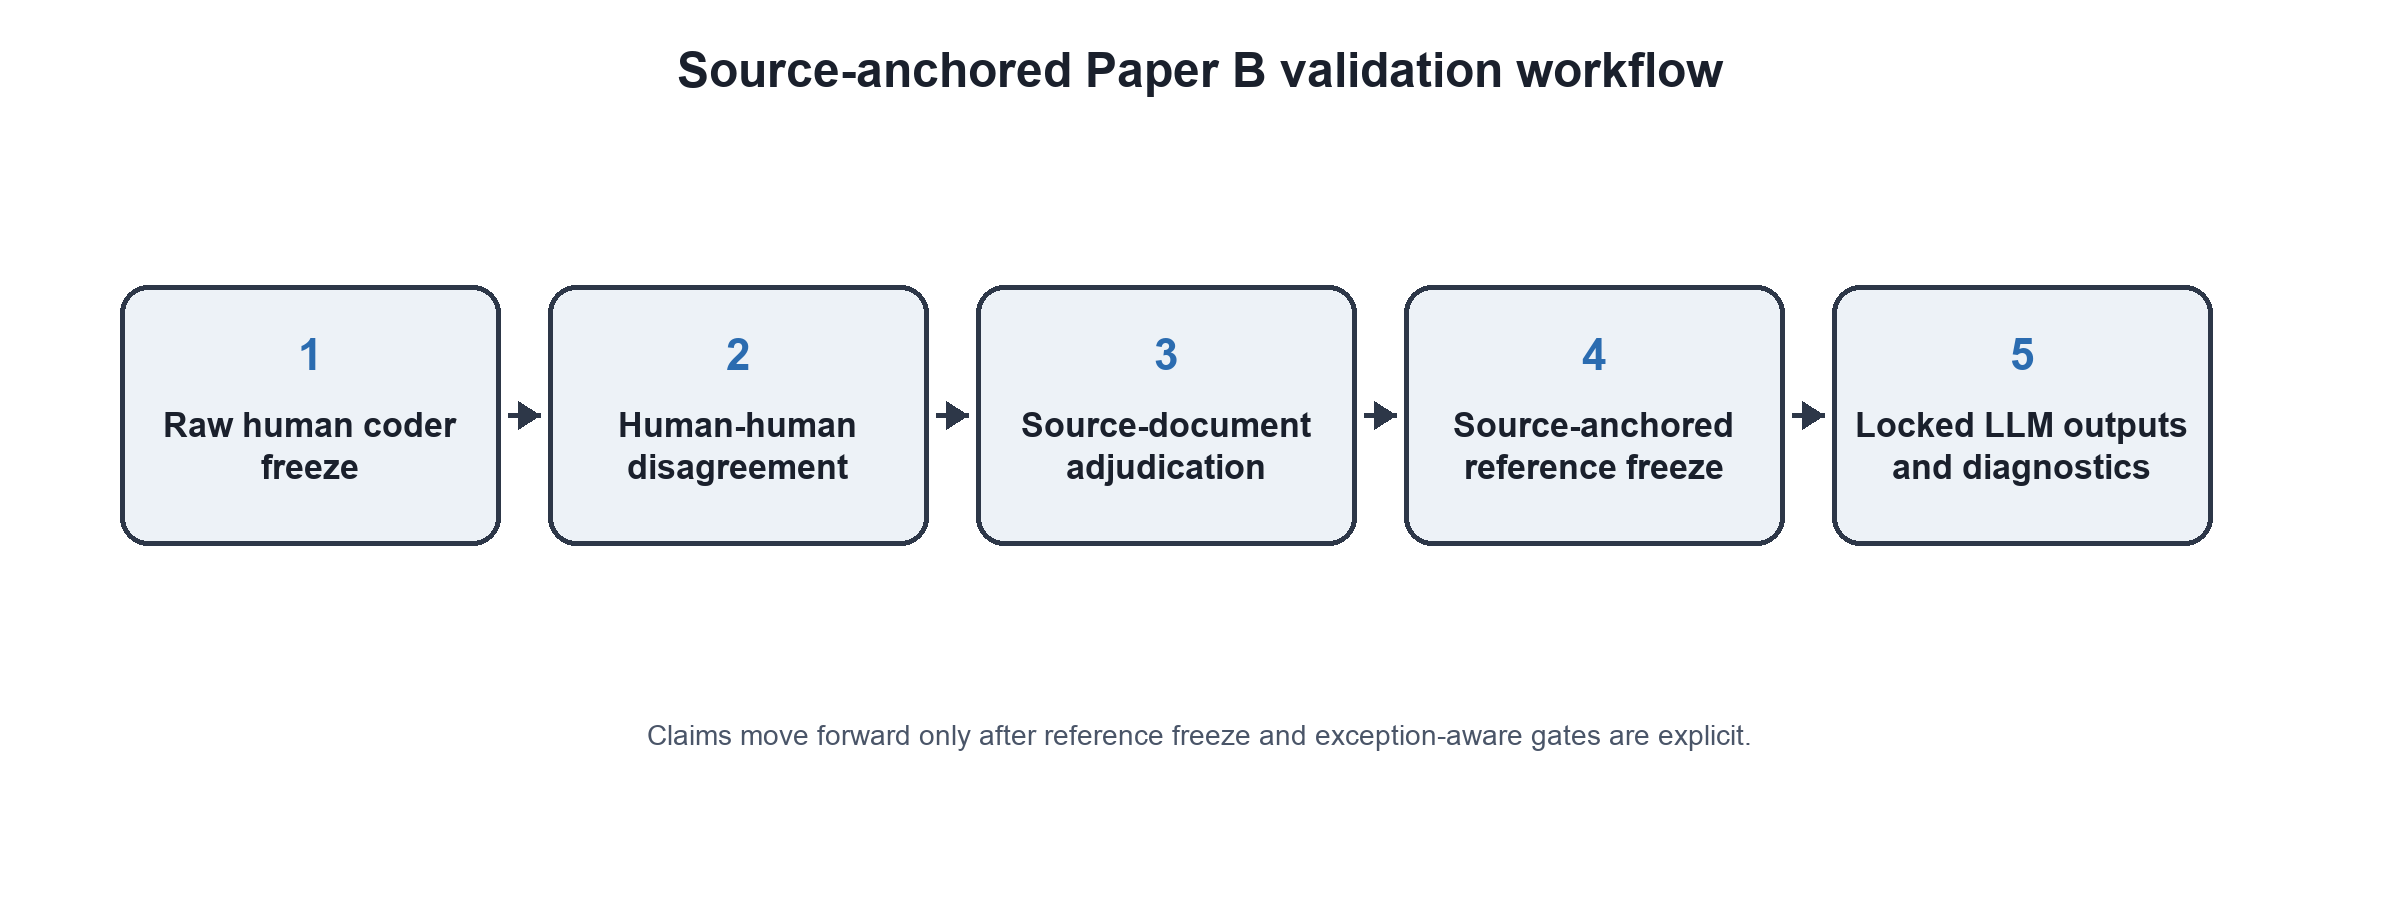 Source-anchored Paper B validation workflow
1
Raw human coder
freeze
2
Human-human
disagreement
3
Source-document
adjudication
4
Source-anchored
reference freeze
5
Locked LLM outputs
and diagnostics
Claims move forward only after reference freeze and exception-aware gates are explicit.